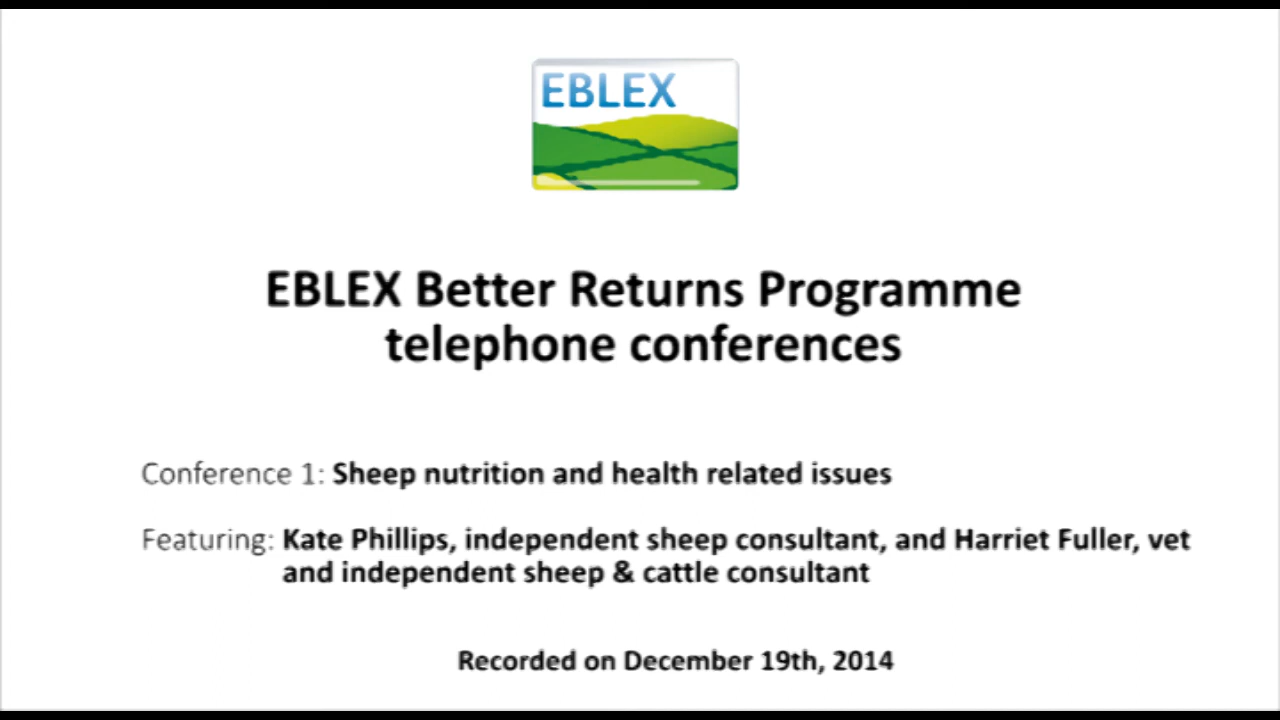 EBLEX
EBLEX Better Returns Programme
telephone conferences
Conference 1: Sheep nutrition and health related issues
Featuring: Kate Phillips, independent sheep consultant, and Harriet Fuller, vet
and independent sheep & cattle consultant
Recorded on December 19th, 2014